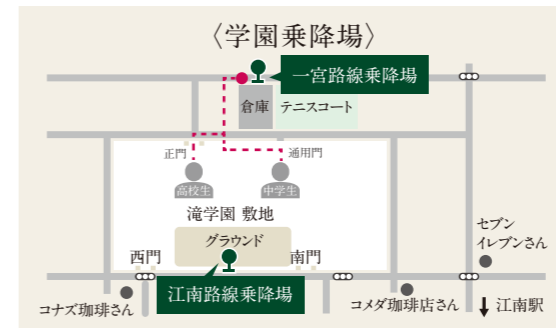 〈学園乗降場〉
一宮路線乗降場
倉庫
テニスコート
正門
通用門
高校生
中学生
滝学園 敷地
グラウンド
西門
南門
セブン
イレブンさん
江南路線乗降場
コナズ珈琲さん
コメダ珈琲店さん
江南駅